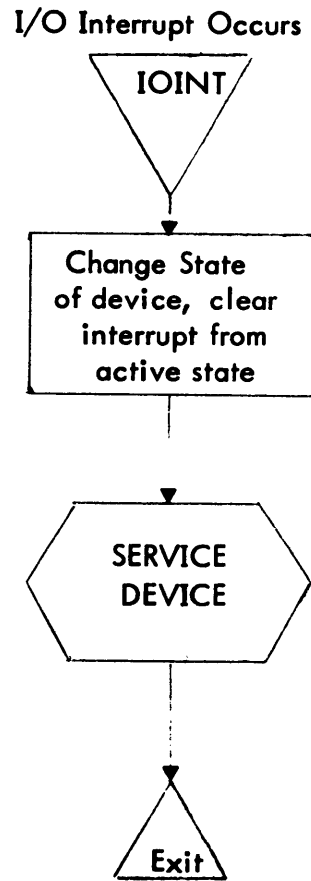 I/O Interrupt Occurs
IOINT
Change State
of device, clear
interrupt from
active state
SERVICE
DEVICE
Exit